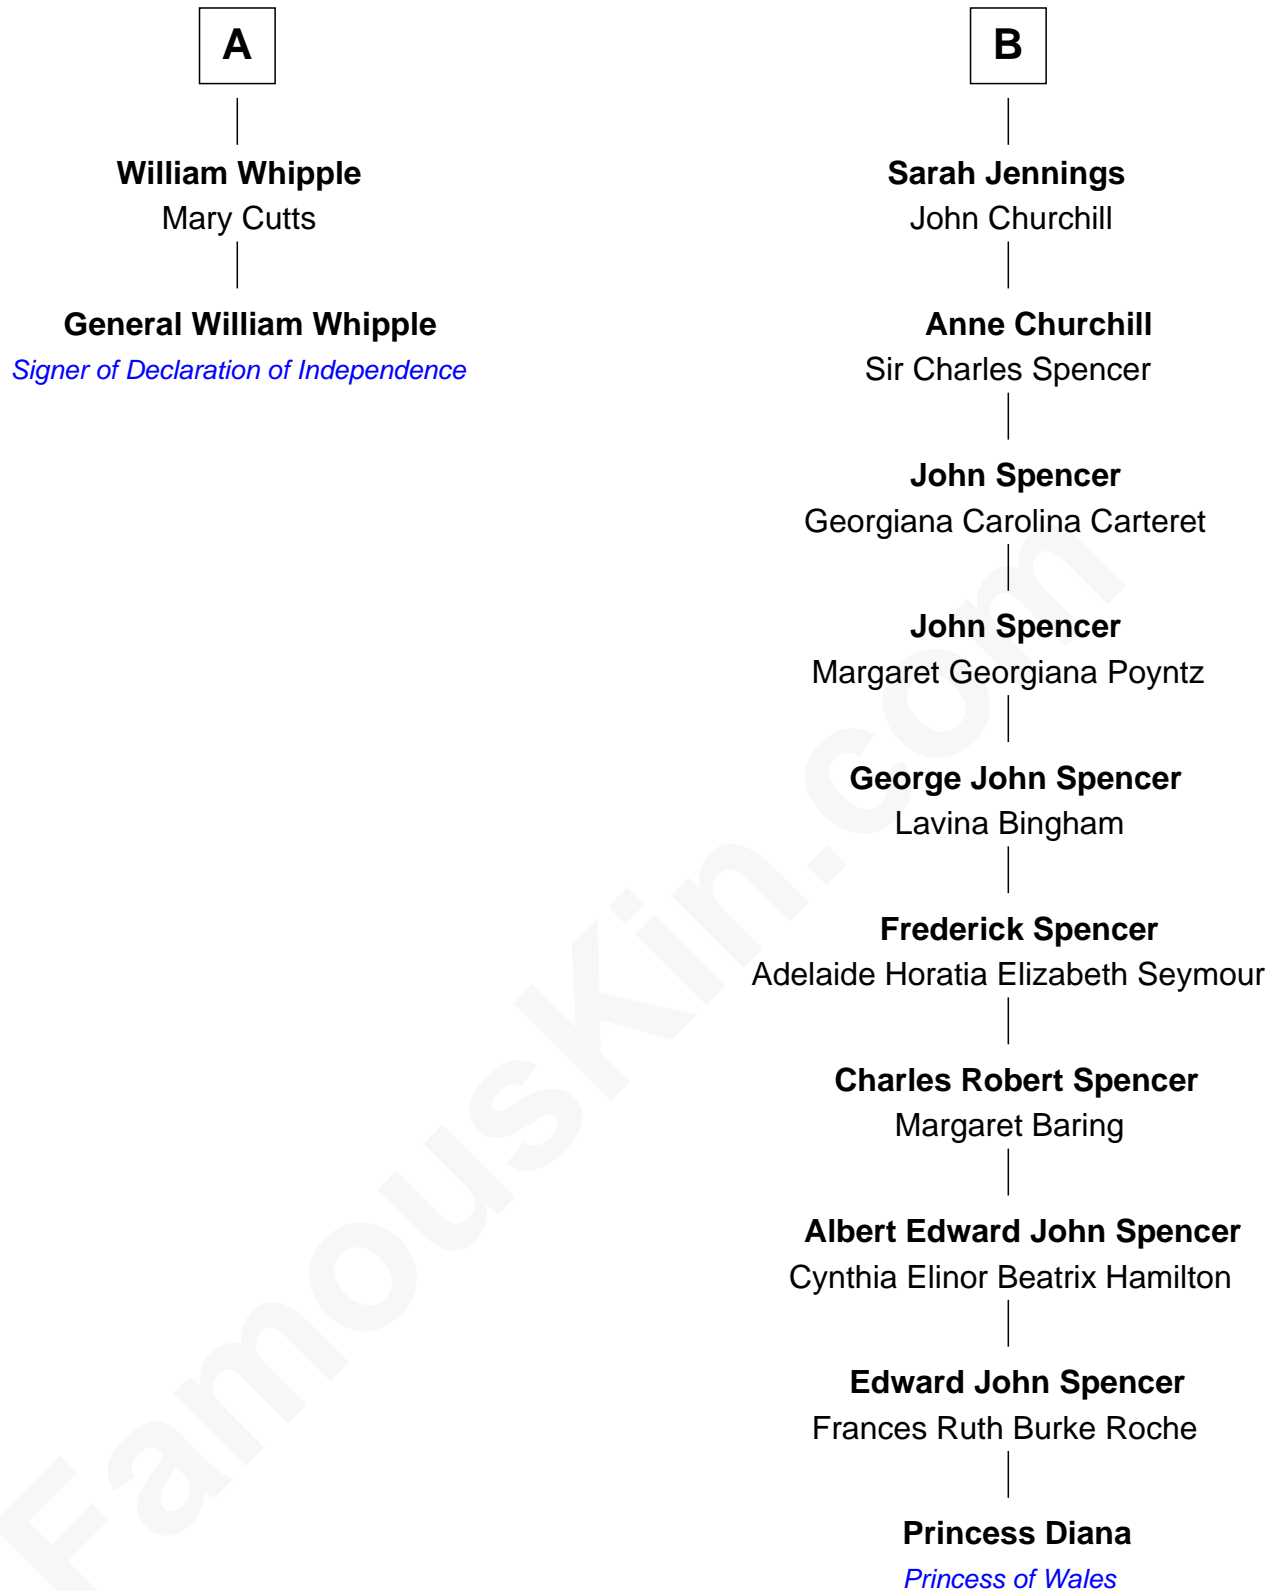 A
William Whipple
Mary Cutts
General William Whipple
Signer of Declaration of Independence
B
Sarah Jennings
John Churchill
Anne Churchill
Sir Charles Spencer
John Spencer
Georgiana Carolina Carteret
John Spencer
Margaret Georgiana Poyntz
George John Spencer
Lavina Bingham
Frederick Spencer
Adelaide Horatia Elizabeth Seymour
Charles Robert Spencer
Margaret Baring
Albert Edward John Spencer
Cynthia Elinor Beatrix Hamilton
Edward John Spencer
Frances Ruth Burke Roche
Princess Diana
Princess of Wales
FamousKin.com